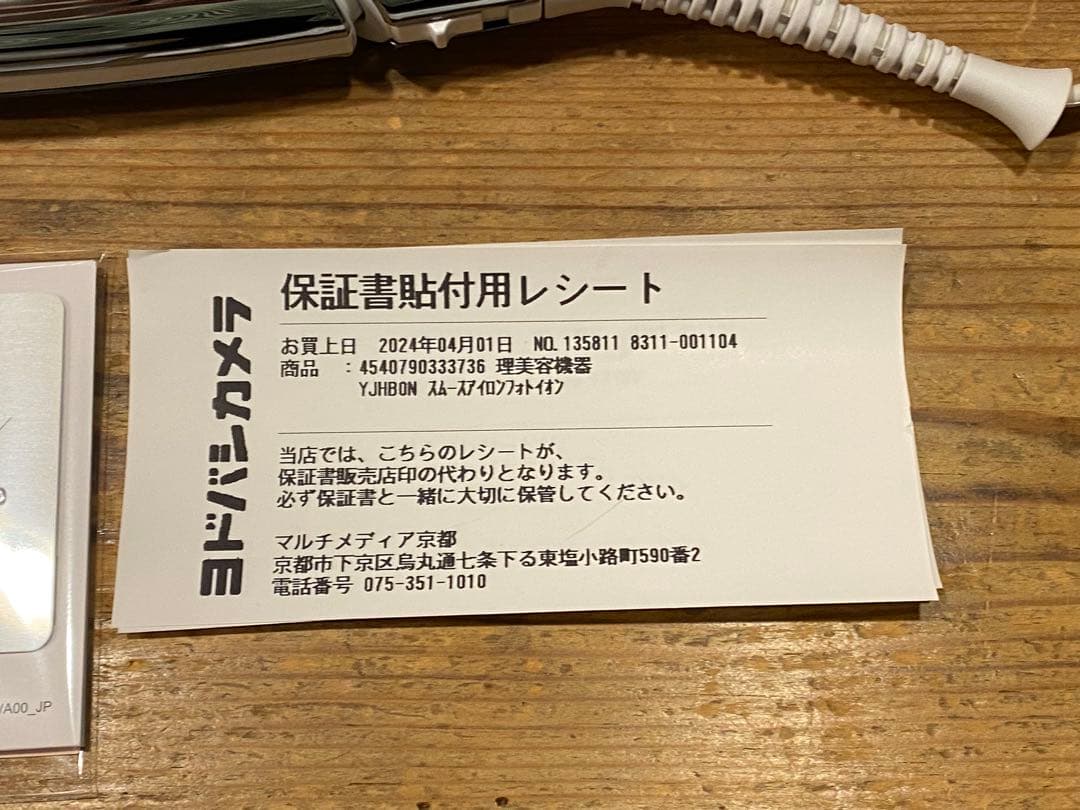 ヨドバシカメラ
保証書貼付用レシート
お買上日 2024年04月01日 NO.135811 8311-001104
商品 :4540790333736 理美容機器
YJHB0N ｽﾑｰｽﾞｱｲﾛﾝﾌｫﾄｲｵﾝ
当店では、こちらのレシートが、
保証書販売店印の代わりとなります。
必ず保証書と一緒に大切に保管してください。
マルチメディア京都
京都市下京区烏丸通七条下る東塩小路町590番2
電話番号 075-351-1010
/A00_JP